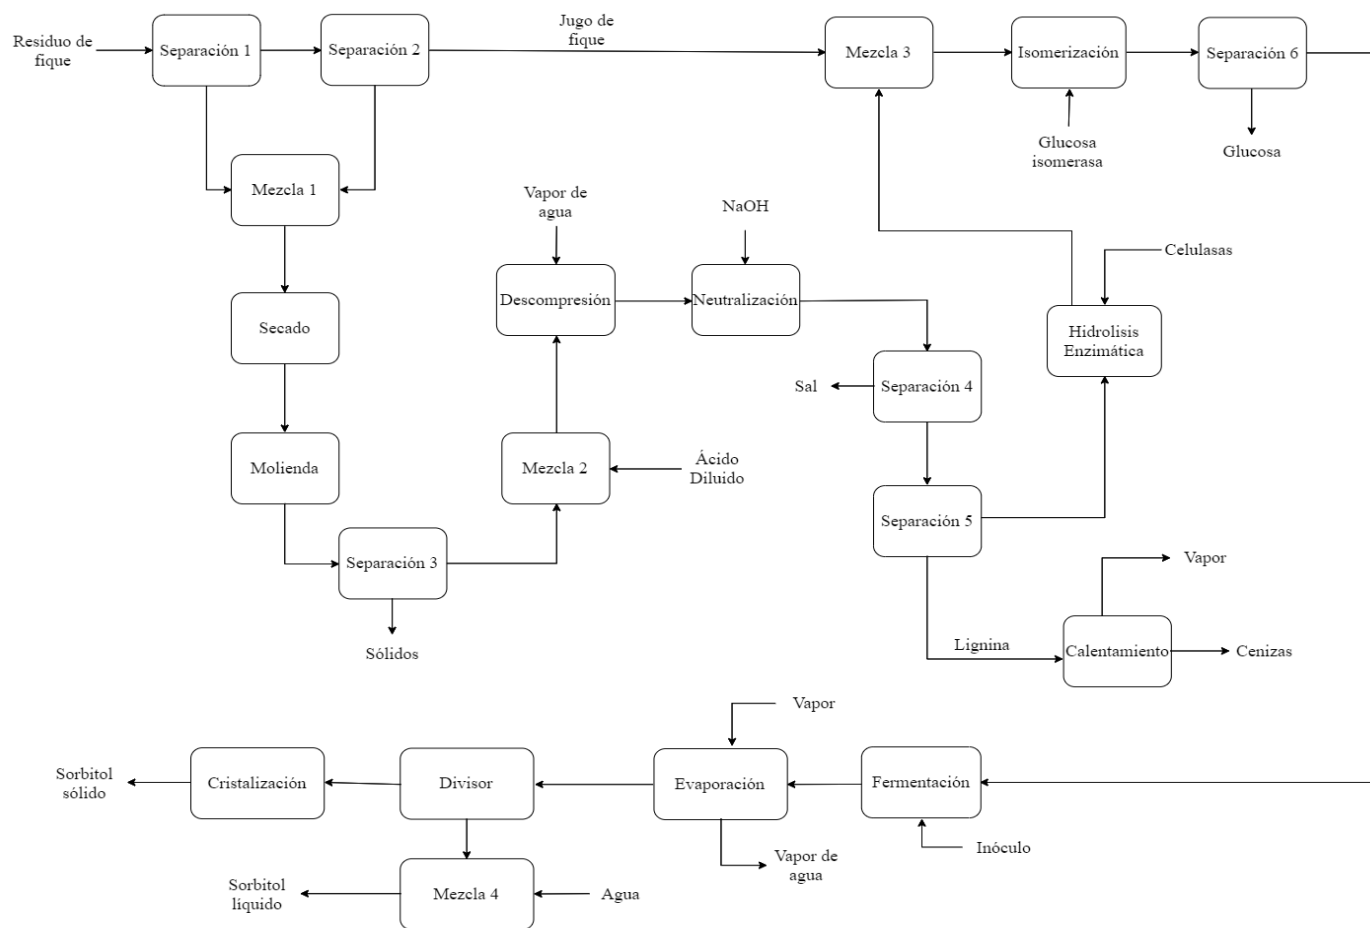 Residuo de
fique
Separación 1
Separación 2
Jugo de
fique
Mezcla 3
Isomerización
Separación 6
Glucosa
isomerasa
Glucosa
Mezcla 1
Vapor de
agua
NaOH
Celulasas
Descompresión
Neutralización
Secado
Hidrolisis
Enzimática
Sal
Separación 4
Molienda
Mezcla 2
Ácido
Diluido
Separación 5
Separación 3
Vapor
Sólidos
Lignina
Calentamiento
Cenizas
Vapor
Sorbitol
sólido
Cristalización
Divisor
Evaporación
Fermentación
Inóculo
Vapor de
agua
Sorbitol
líquido
Mezcla 4
Agua